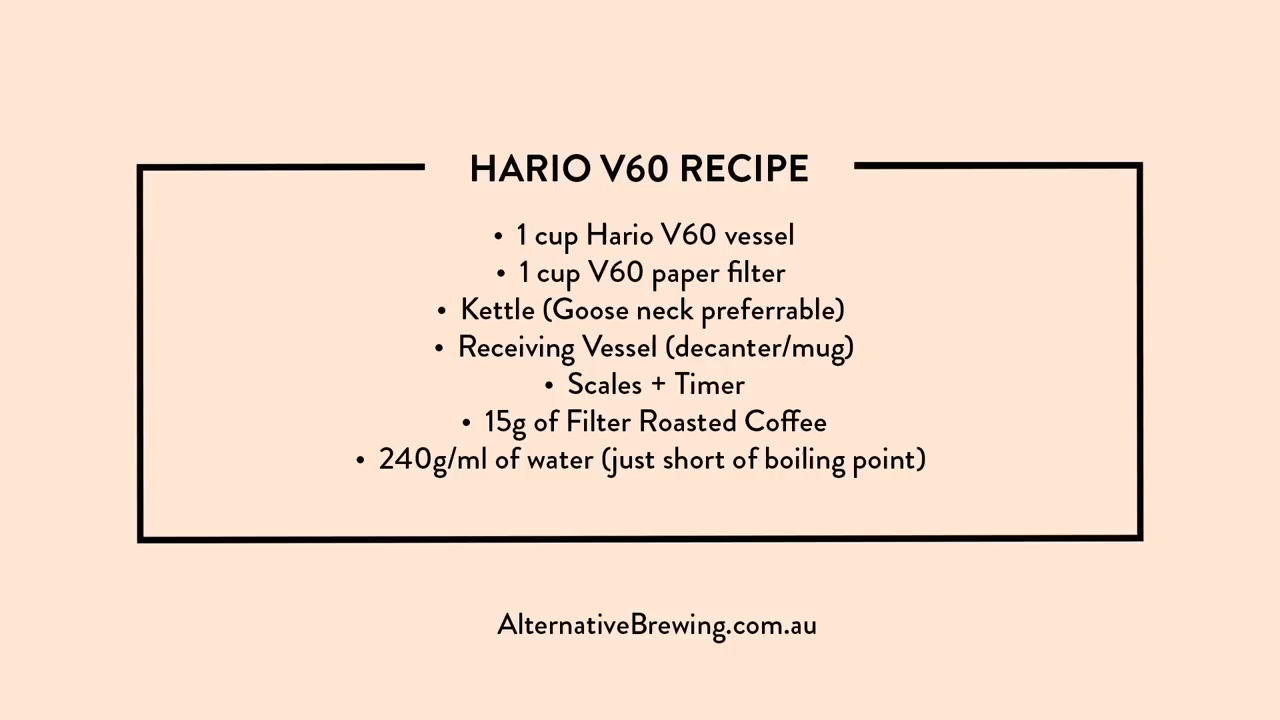 HARIO V60 RECIPE
• 1 cup Hario V60 vessel
• 1 cup V60 paper filter
• Kettle (Goose neck preferrable)
• Receiving Vessel (decanter/mug)
• Scales + Timer
• 15g of Filter Roasted Coffee
• 240g/ml of water (just short of boiling point)
AlternativeBrewing.com.au